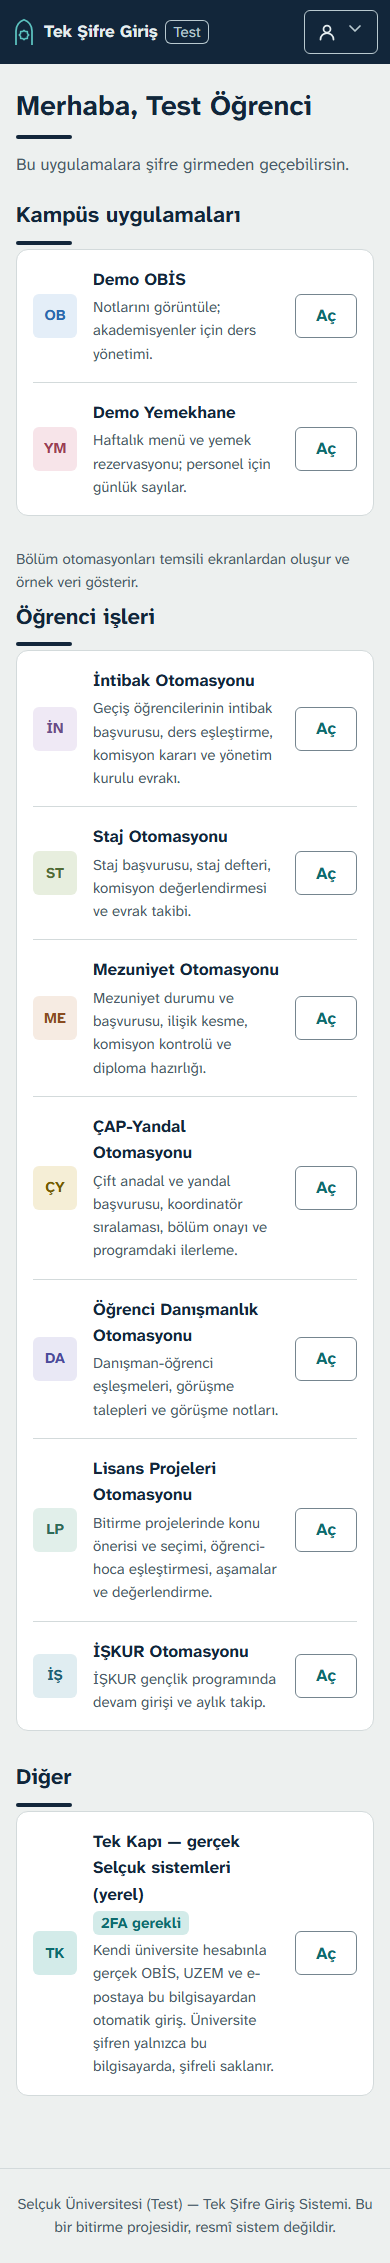 Tek Şifre Giriş Test
Merhaba, Test Öğrenci
Bu uygulamalara şifre girmeden geçebilirsin.
Kampüs uygulamaları
OB
Demo OBİS
Notlarını görüntüle;
akademisyenler için ders
yönetimi.
Aç
YM
Demo Yemekhane
Haftalık menü ve yemek
rezervasyonu; personel için
günlük sayılar.
Aç
Bölüm otomasyonları temsili ekranlardan oluşur ve
örnek veri gösterir.
Öğrenci işleri
İN
İntibak Otomasyonu
Geçiş öğrencilerinin intibak
başvurusu, ders eşleştirme,
komisyon kararı ve yönetim
kurulu evrakı.
Aç
ST
Staj Otomasyonu
Staj başvurusu, staj defteri,
komisyon değerlendirmesi
ve evrak takibi.
Aç
ME
Mezuniyet Otomasyonu
Mezuniyet durumu ve
başvurusu, ilişik kesme,
komisyon kontrolü ve
diploma hazırlığı.
Aç
ÇY
ÇAP-Yandal
Otomasyonu
Çift anadal ve yandal
başvurusu, koordinatör
sıralaması, bölüm onayı ve
programdaki ilerleme.
Aç
DA
Öğrenci Danışmanlık
Otomasyonu
Danışman-öğrenci
eşleşmeleri, görüşme
talepleri ve görüşme notları.
Aç
LP
Lisans Projeleri
Otomasyonu
Bitirme projelerinde konu
önerisi ve seçimi, öğrenci-
hoca eşleştirmesi, aşamalar
ve değerlendirme.
Aç
İŞ
İŞKUR Otomasyonu
İŞKUR gençlik programında
devam girişi ve aylık takip.
Aç
Diğer
TK
Tek Kapı — gerçek
Selçuk sistemleri
(yerel)
2FA gerekli
Kendi üniversite hesabınla
gerçek OBİS, UZEM ve e-
postaya bu bilgisayardan
otomatik giriş. Üniversite
şifren yalnızca bu
bilgisayarda, şifreli saklanır.
Aç
Selçuk Üniversitesi (Test) — Tek Şifre Giriş Sistemi. Bu
bir bitirme projesidir, resmî sistem değildir.